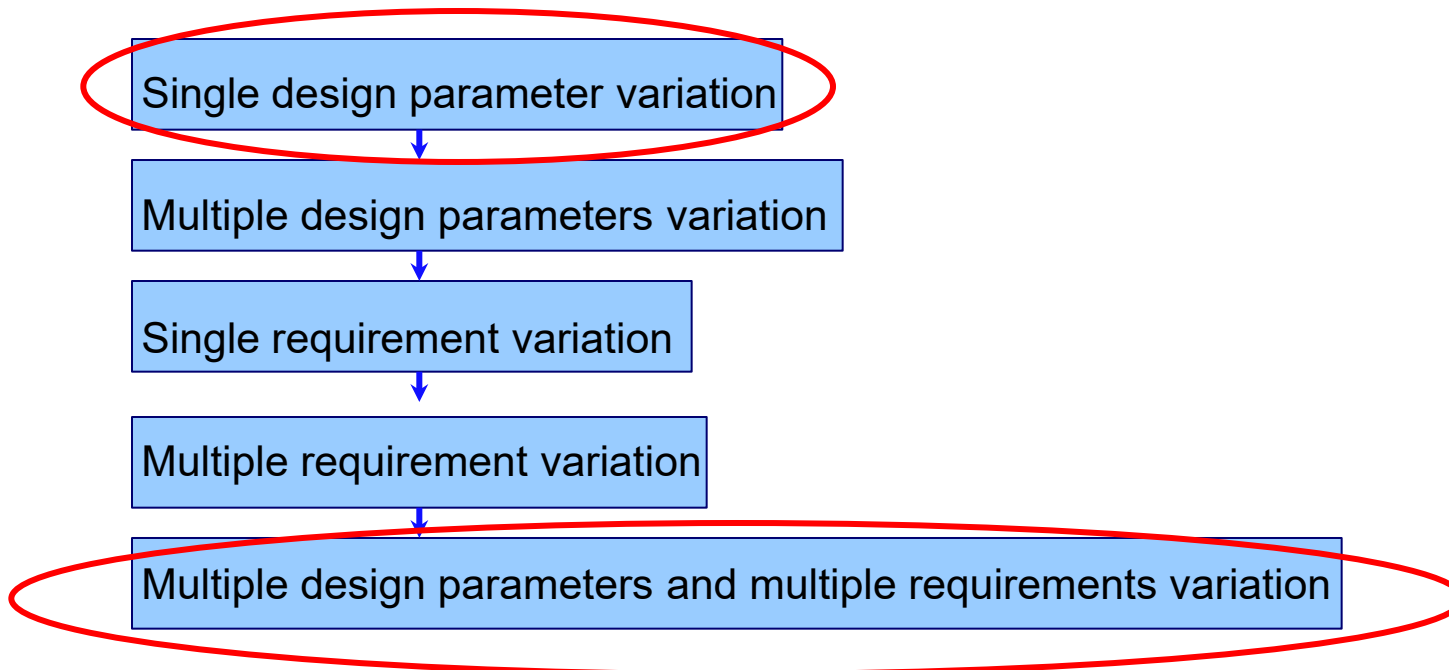 Single design parameter variation
Multiple design parameters variation
Single requirement variation
Multiple requirement variation
Multiple design parameters and multiple requirements variation